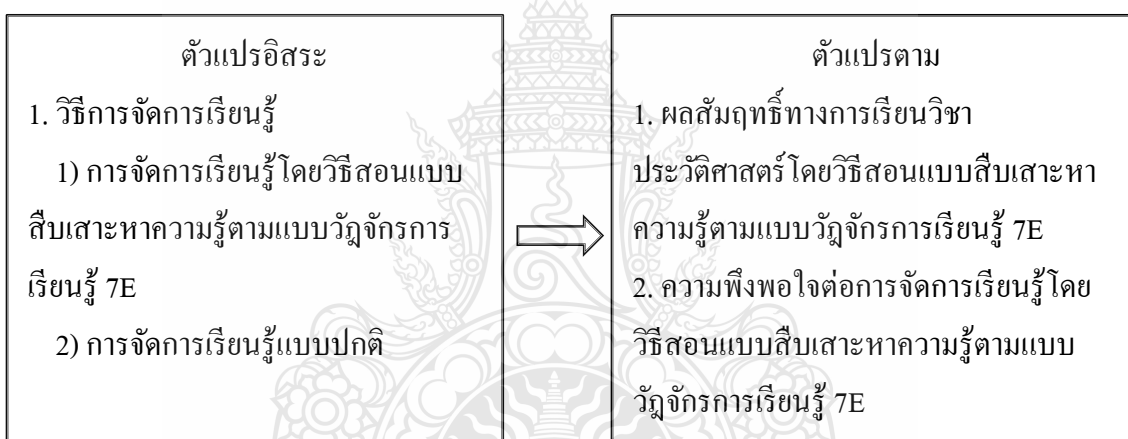 ตัวแปรอิสระ
1. วิธีการจัดการเรียนรู้
1) การจัดการเรียนรู้โดยวิธีสอนแบบ
สืบเสาะหาความรู้ตามแบบวัฎจักรการ
เรียนรู้ 7E
2) การจัดการเรียนรู้แบบปกติ
ตัวแปรตาม
1. ผลสัมฤทธิ์ทางการเรียนวิชา
ประวัติศาสตร์โดยวิธีสอนแบบสืบเสาะหา
ความรู้ตามแบบวัฎจักรการเรียนรู้ 7E
2. ความพึงพอใจต่อการจัดการเรียนรู้โดย
วิธีสอนแบบสืบเสาะหาความรู้ตามแบบ
วัฎจักรการเรียนรู้ 7E